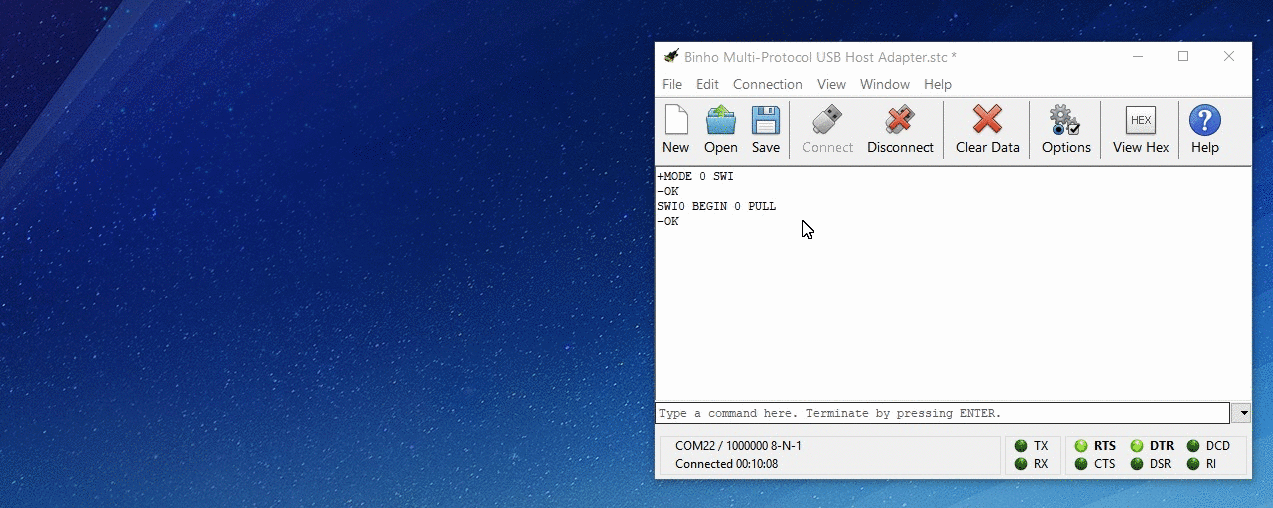 Binho Multi-Protocol USB Host Adapter.stc *
File Edit Connection View Window Help
New Open Save Connect Disconnect Clear Data Options HEX View Hex ? Help
+MODE 0 SWI
-OK
SWI0 BEGIN 0 PULL
-OK
Type a command here. Terminate by pressing ENTER.
COM22 / 1000000 8-N-1 TX RTS DTR DCD
Connected 00:10:08 RX CTS DSR RI